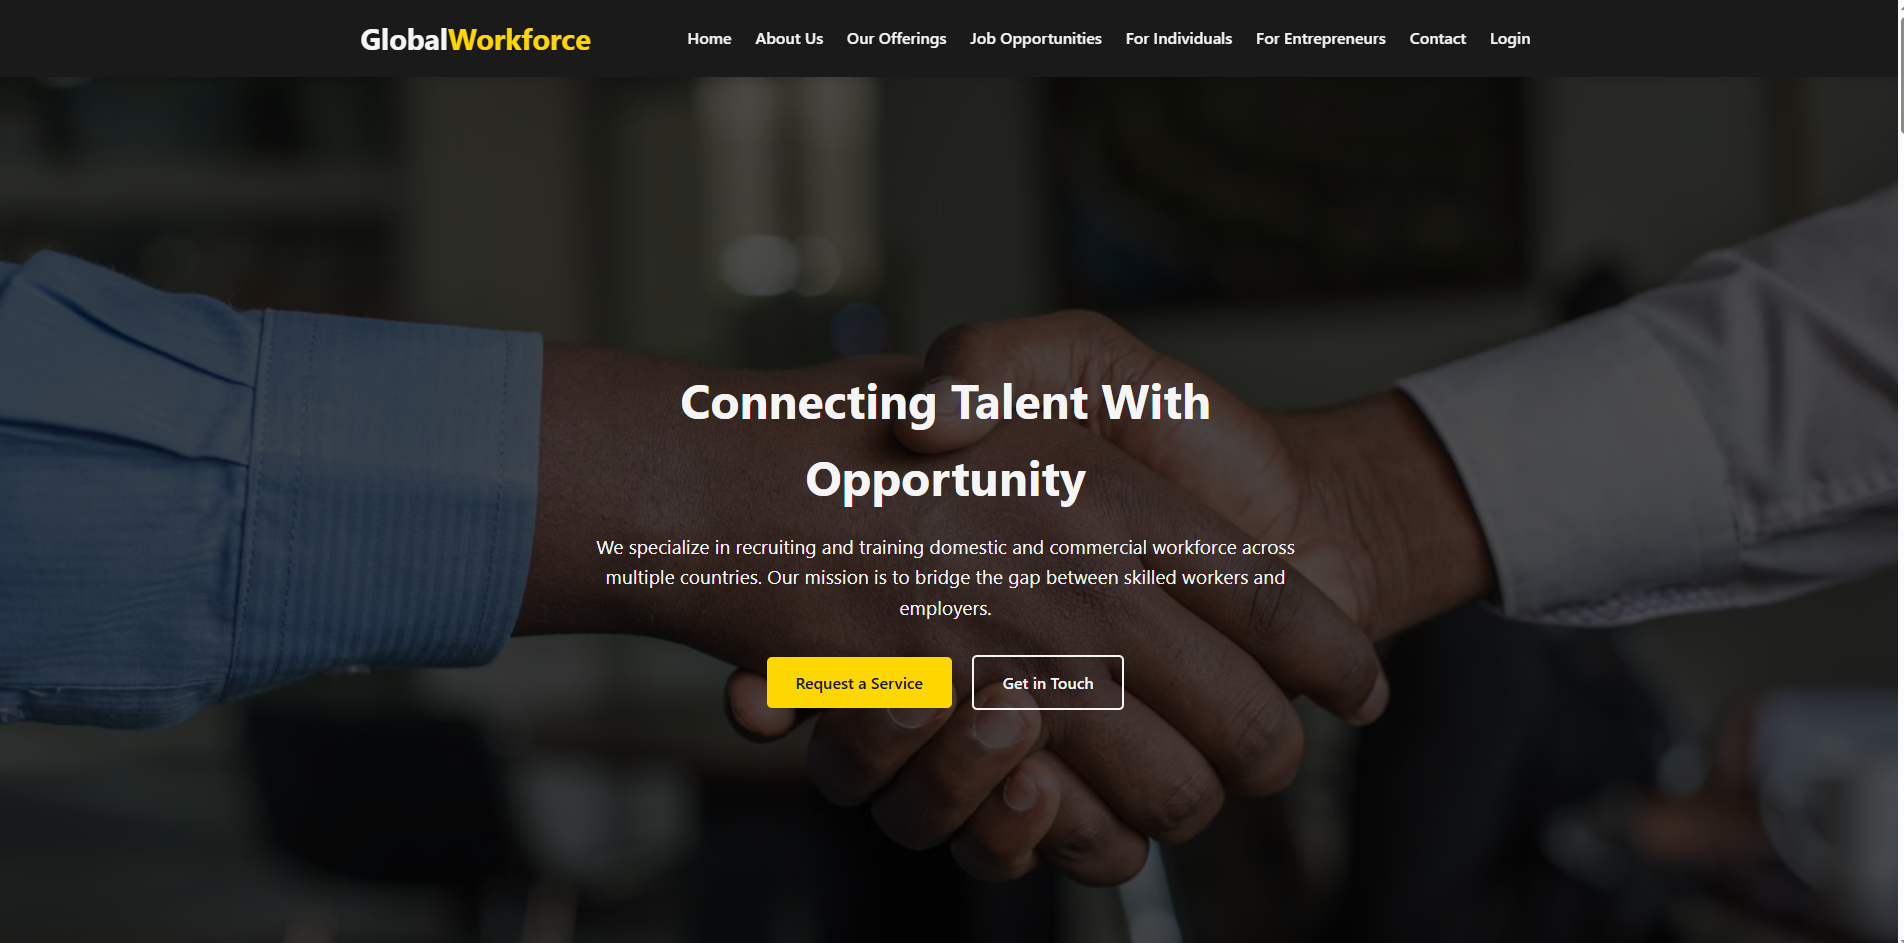 GlobalWorkforce
Home About Us Our Offerings Job Opportunities For Individuals For Entrepreneurs Contact Login
Connecting Talent With
Opportunity
We specialize in recruiting and training domestic and commercial workforce across
multiple countries. Our mission is to bridge the gap between skilled workers and
employers.
Request a Service
Get in Touch